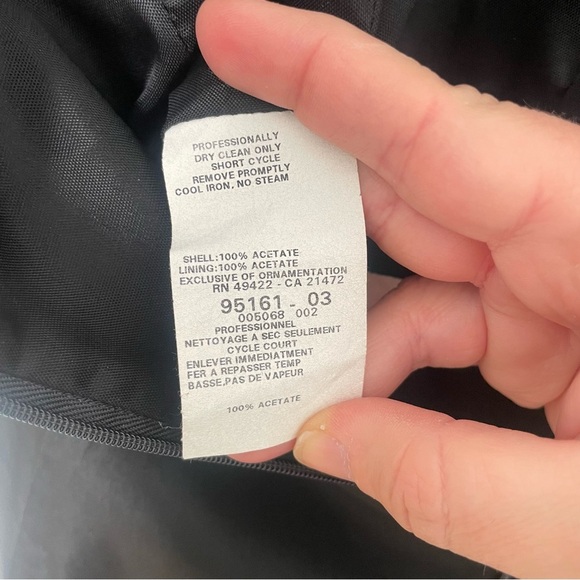 PROFESSIONALLY
DRY CLEAN ONLY
SHORT CYCLE
REMOVE PROMPTLY
COOL IRON. NO STEAM
SHELL:100% ACETATE
LINING:100% ACETATE
EXCLUSIVE OF ORNAMENTATION
RN 49422 - CA 21472
95161 - 03
005068 002
PROFESSIONNEL
NETTOYAGE A SEC SEULEMENT
CYCLE COURT
ENLEVER IMMEDIATMENT
FER A REPASSER TEMP
BASSE,PAS DE VAPEUR
100% ACETATE